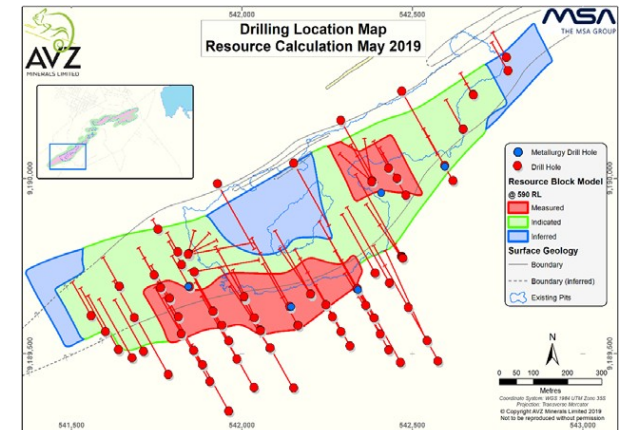 AVZ
MINERALS LIMITED
Drilling Location Map
Resource Calculation May 2019
MSA
THE MSA GROUP
542,000
542,500
9,190,000
9,189,500
Metallurgy Drill Hole
Drill Hole
Resource Block Model
@ 590 RL
Measured
Indicated
Inferred
Surface Geology
Boundary
Boundary (Inferred)
Existing Pits
N
0 50 100 200 300
Metres
Coordinate System: WGS 1984 UTM Zone 35S
Projection: Transverse Mercator
© Copyright AVZ Minerals Limited 2019
Not to be reproduced without permission
541,500
542,000
542,500
543,000